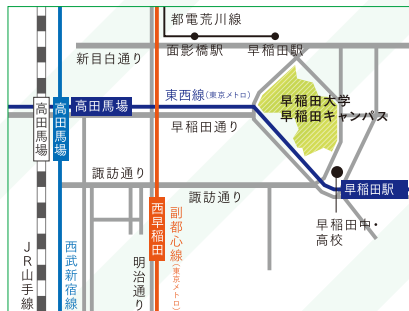 都電荒川線
面影橋駅
早稲田駅
新目白通り
東西線(東京メトロ)
高田馬場
高田馬場
高田馬場
早稲田大学
早稲田キャンパス
早稲田通り
諏訪通り
諏訪通り
早稲田駅
西早稲田
副都心線(東京メトロ)
早稲田中・
高校
JR山手線
西武新宿線
明治通り